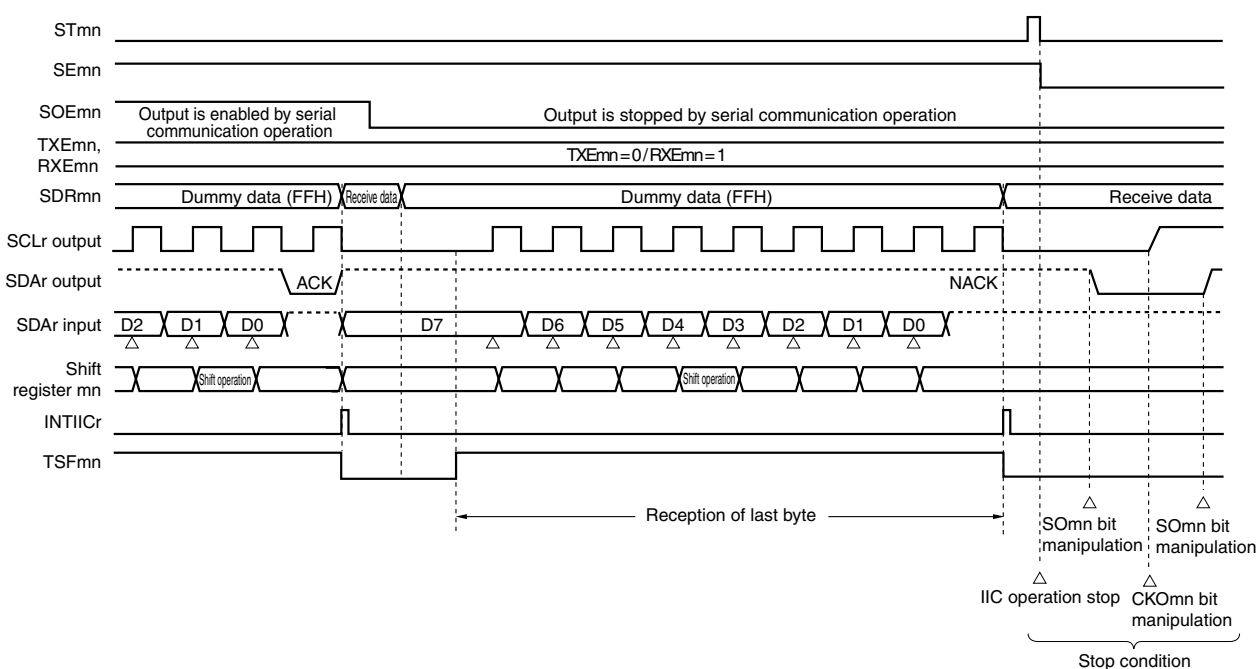 STmn
SEmn
SOEmn
Output is enabled by serial
communication operation
Output is stopped by serial communication operation
TXEmn,
RXEmn
TXEmn=0/RXEmn=1
SDRmn
Dummy data (FFH)
Receive data
Dummy data (FFH)
Receive data
SCLr output
SDAr output
ACK
NACK
SDAr input
D2
D1
D0
D7
D6
D5
D4
D3
D2
D1
D0
Shift
register mn
Shift operation
Shift operation
INTIICr
TSFmn
Reception of last byte
SOmn bit
manipulation
SOmn bit
manipulation
IIC operation stop
CKOmn bit
manipulation
Stop condition